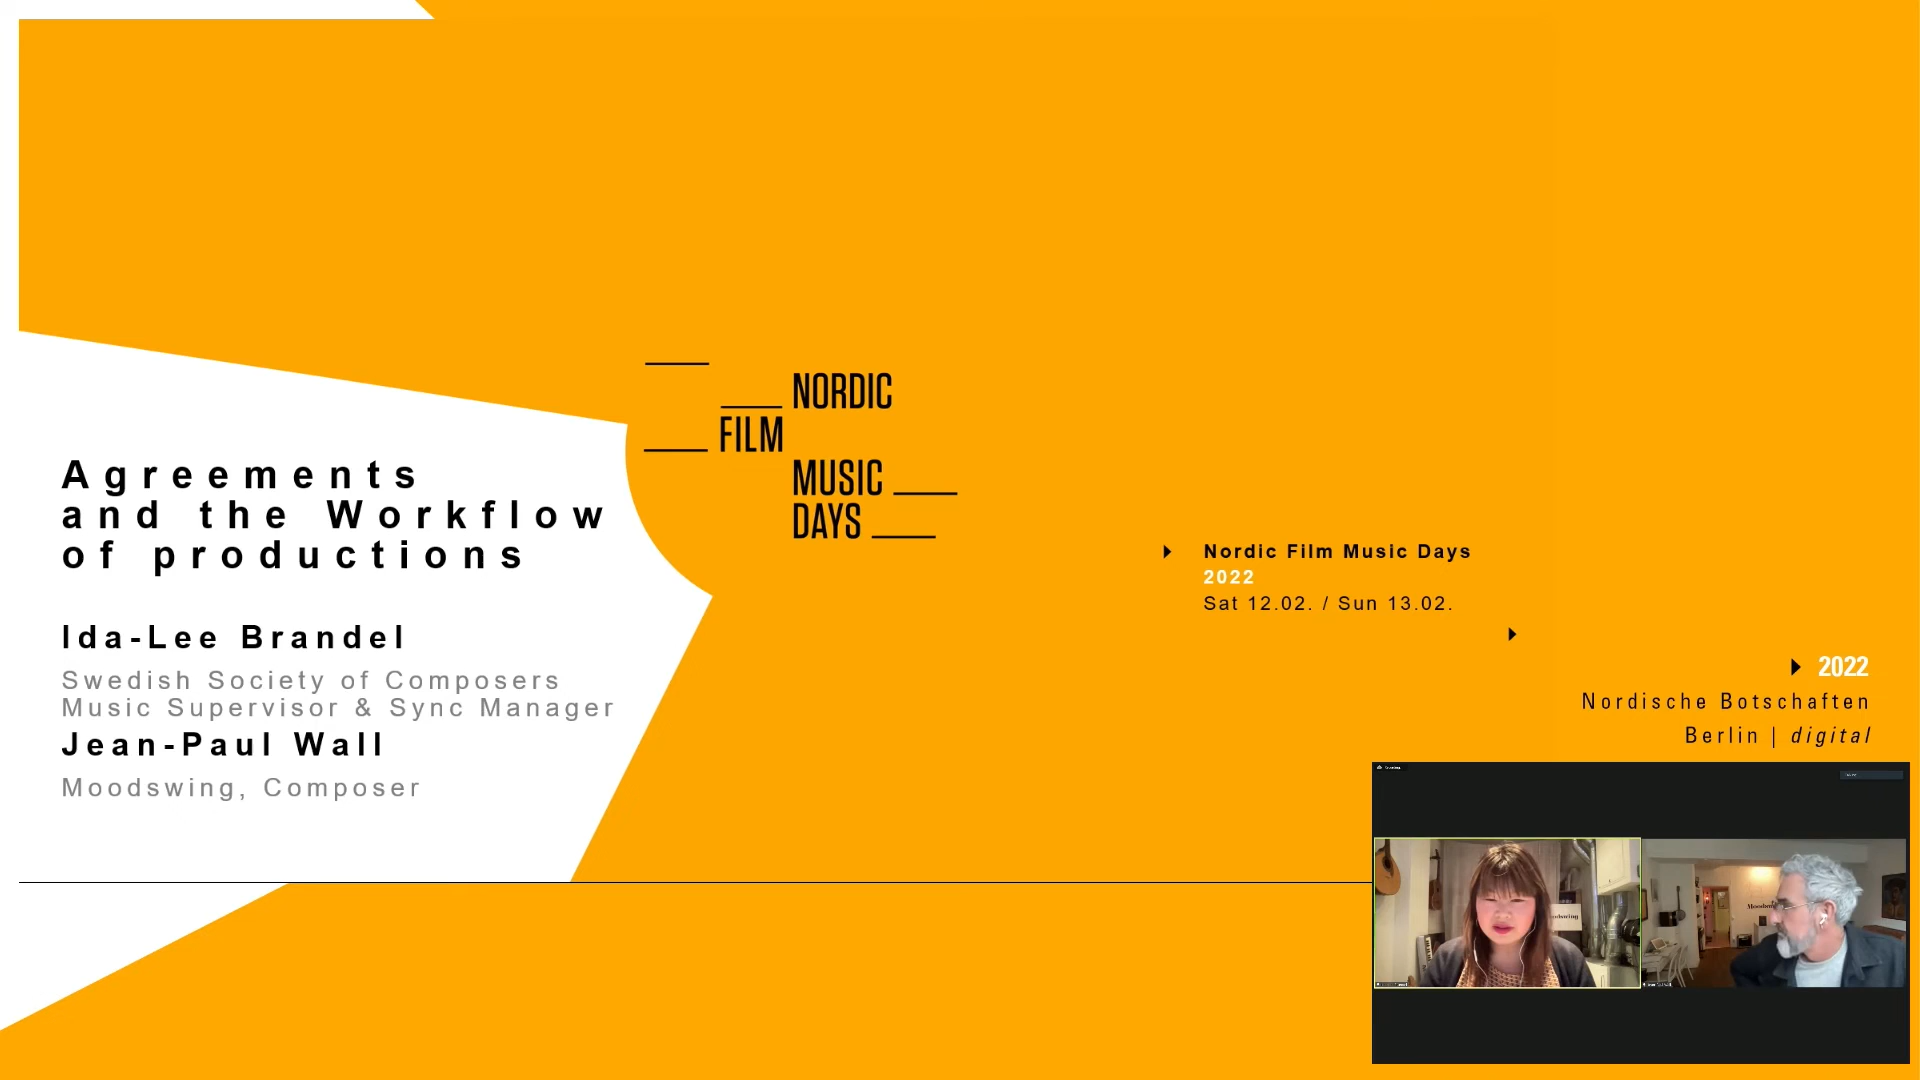 NORDIC
FILM
MUSIC
DAYS
Agreements
and the Workflow
of productions
Ida-Lee Brandel
Swedish Society of Composers
Music Supervisor & Sync Manager
Jean-Paul Wall
Moodswing, Composer
Nordic Film Music Days
2022
Sat 12.02. / Sun 13.02.
2022
Nordische Botschaften
Berlin | digital